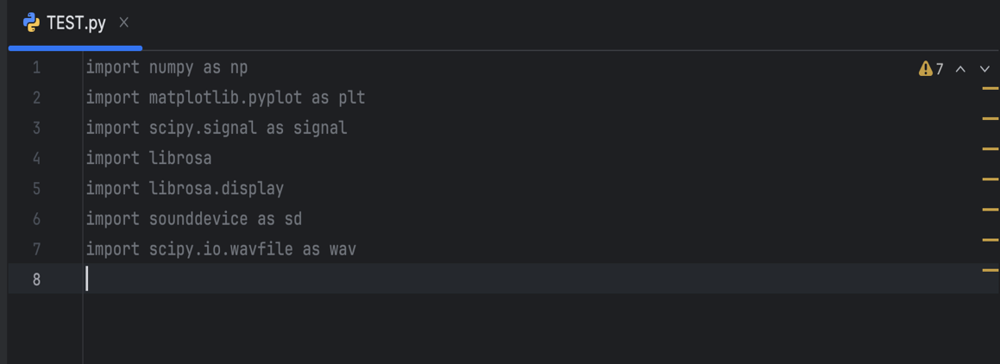 TEST.py
7
1 import numpy as np
2 import matplotlib.pyplot as plt
3 import scipy.signal as signal
4 import librosa
5 import librosa.display
6 import sounddevice as sd
7 import scipy.io.wavfile as wav
8